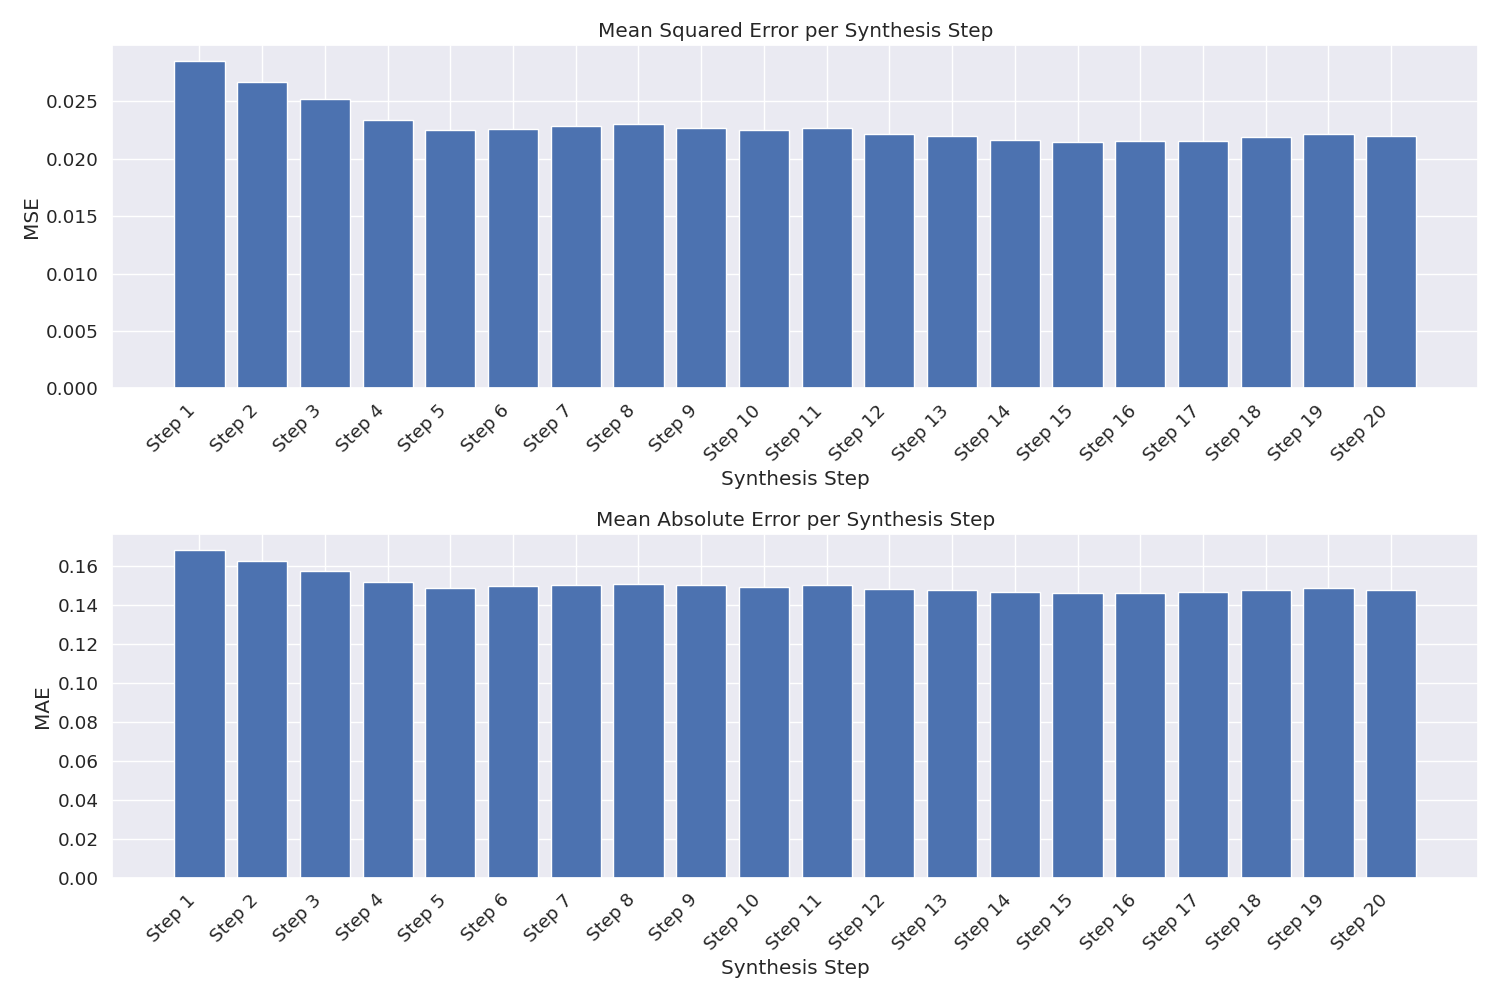 Mean Squared Error per Synthesis Step
MSE
0.025
0.020
0.015
0.010
0.005
0.000
Step 1
Step 2
Step 3
Step 4
Step 5
Step 6
Step 7
Step 8
Step 9
Step 10
Step 11
Step 12
Step 13
Step 14
Step 15
Step 16
Step 17
Step 18
Step 19
Step 20
Synthesis Step
Mean Absolute Error per Synthesis Step
MAE
0.16
0.14
0.12
0.10
0.08
0.06
0.04
0.02
0.00
Step 1
Step 2
Step 3
Step 4
Step 5
Step 6
Step 7
Step 8
Step 9
Step 10
Step 11
Step 12
Step 13
Step 14
Step 15
Step 16
Step 17
Step 18
Step 19
Step 20
Synthesis Step